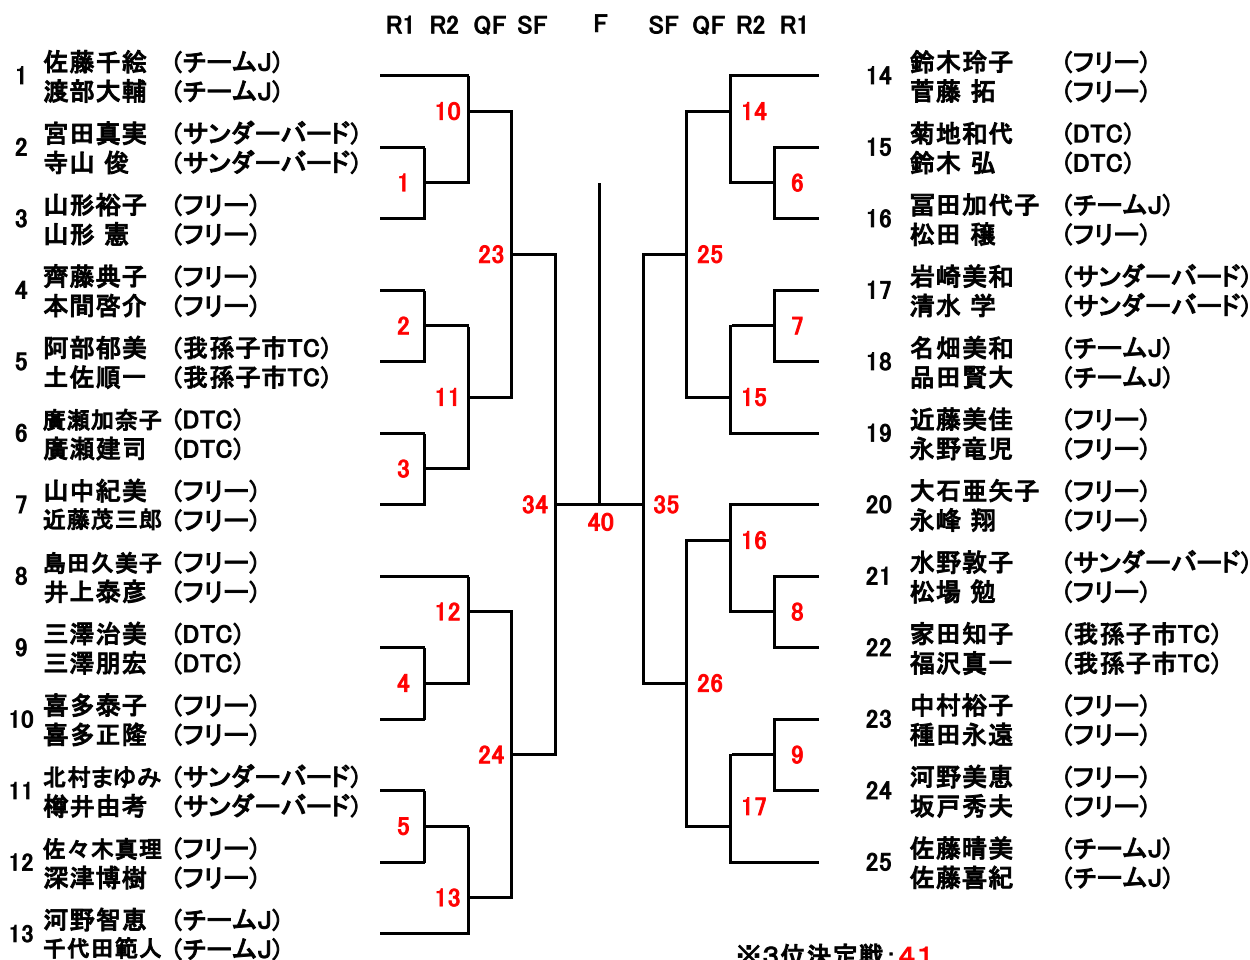 R1 R2 QF SF F SF QF R2 R1
1 佐藤千絵 (チームJ)
渡部大輔 (チームJ)
2 宮田真実 (サンダーバード)
寺山 俊 (サンダーバード)
3 山形裕子 (フリー)
山形 憲 (フリー)
4 齊藤典子 (フリー)
本間啓介 (フリー)
5 阿部郁美 (我孫子市TC)
土佐順一 (我孫子市TC)
6 廣瀬加奈子 (DTC)
廣瀬建司 (DTC)
7 山中紀美 (フリー)
近藤茂三郎 (フリー)
8 島田久美子 (フリー)
井上泰彦 (フリー)
9 三澤治美 (DTC)
三澤朋宏 (DTC)
10 喜多泰子 (フリー)
喜多正隆 (フリー)
11 北村まゆみ (サンダーバード)
樽井由考 (サンダーバード)
12 佐々木真理 (フリー)
深津博樹 (フリー)
13 河野智恵 (チームJ)
千代田範人 (チームJ)
10
1
23
2
11
3
34
12
4
24
5
13
40
14
6
25
7
15
35
16
8
26
9
17
14 鈴木玲子 (フリー)
菅藤 拓 (フリー)
15 菊地和代 (DTC)
鈴木 弘 (DTC)
16 冨田加代子 (チームJ)
松田 穣 (フリー)
17 岩崎美和 (サンダーバード)
清水 学 (サンダーバード)
18 名畑美和 (チームJ)
品田賢大 (チームJ)
19 近藤美佳 (フリー)
永野竜児 (フリー)
20 大石亜矢子 (フリー)
永峰 翔 (フリー)
21 水野敦子 (サンダーバード)
松場 勉 (フリー)
22 家田知子 (我孫子市TC)
福沢真一 (我孫子市TC)
23 中村裕子 (フリー)
種田永遠 (フリー)
24 河野美恵 (フリー)
坂戸秀夫 (フリー)
25 佐藤晴美 (チームJ)
佐藤喜紀 (チームJ)
※3位決定戦:41